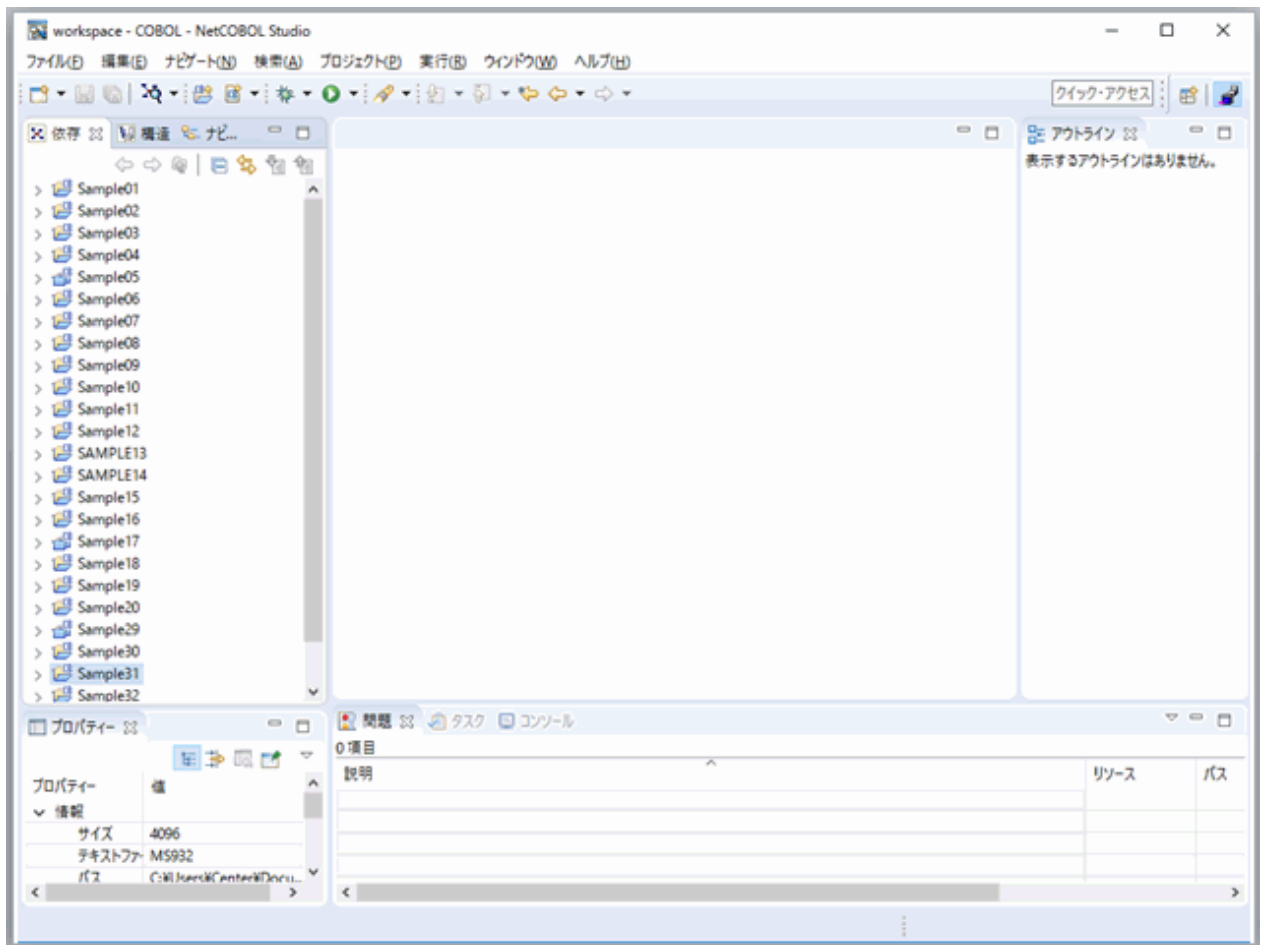 workspace - COBOL - NetCOBOL Studio
ファイル(F) 編集(E) ナビゲート(N) 検索(A) プロジェクト(P) 実行(R) ウィンドウ(W) ヘルプ(H)
クイック・アクセス
依存 構造 ナビ...
アウトライン
表示するアウトラインはありません。
Sample01
Sample02
Sample03
Sample04
Sample05
Sample06
Sample07
Sample08
Sample09
Sample10
Sample11
Sample12
SAMPLE13
SAMPLE14
Sample15
Sample16
Sample17
Sample18
Sample19
Sample20
Sample29
Sample30
Sample31
Sample32
プロパティー
プロパティー 値
情報
サイズ 4096
テキストファ MS932
パス C:¥Users¥Center¥Docu...
問題 タスク コンソール
0 項目
説明 リソース パス